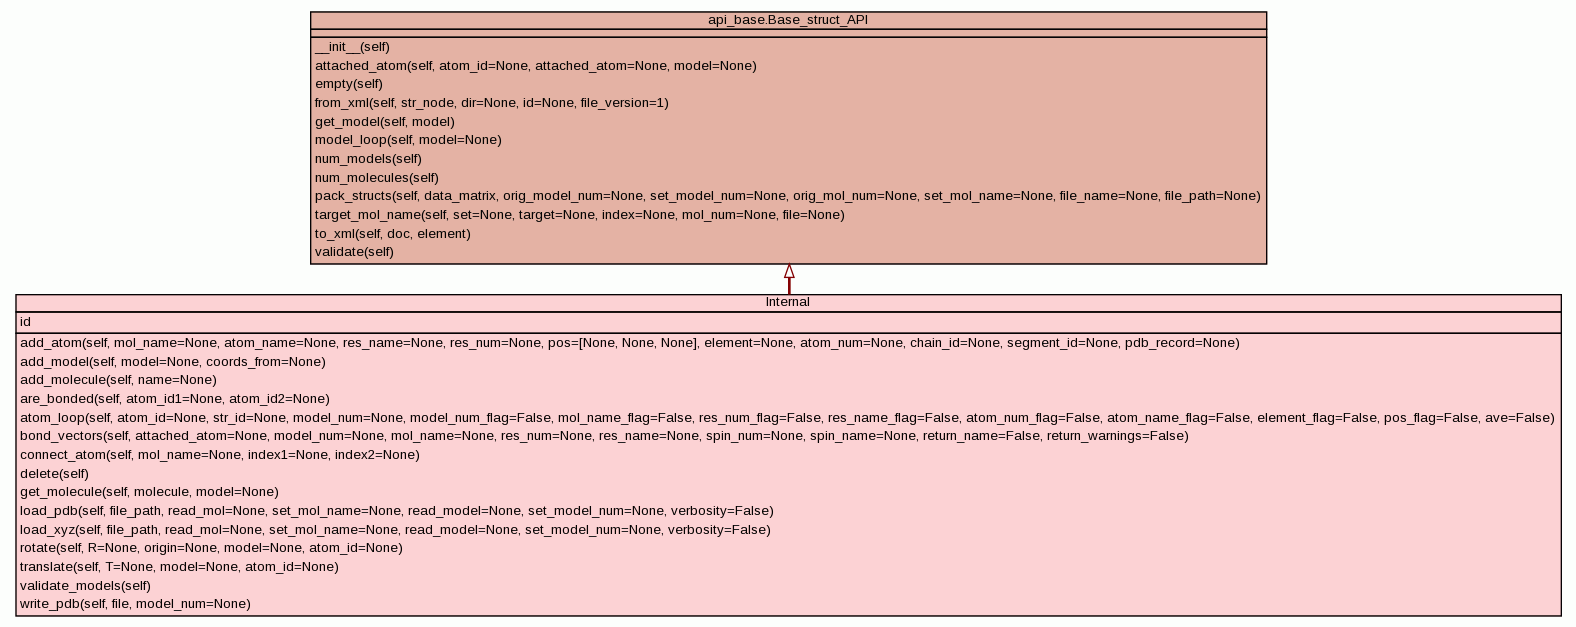 api_base.Base_struct_API
__init__(self)
attached_atom(self, atom_id=None, attached_atom=None, model=None)
empty(self)
from_xml(self, str_node, dir=None, id=None, file_version=1)
get_model(self, model)
model_loop(self, model=None)
num_models(self)
num_molecules(self)
pack_structs(self, data_matrix, orig_model_num=None, set_model_num=None, orig_mol_num=None, set_mol_name=None, file_name=None, file_path=None)
target_mol_name(self, set=None, target=None, index=None, mol_num=None, file=None)
to_xml(self, doc, element)
validate(self)
Internal
id
add_atom(self, mol_name=None, atom_name=None, res_name=None, res_num=None, pos=[None, None, None], element=None, atom_num=None, chain_id=None, segment_id=None, pdb_record=None)
add_model(self, model=None, coords_from=None)
add_molecule(self, name=None)
are_bonded(self, atom_id1=None, atom_id2=None)
atom_loop(self, atom_id=None, str_id=None, model_num=None, model_num_flag=False, mol_name_flag=False, res_num_flag=False, res_name_flag=False, atom_num_flag=False, atom_name_flag=False, element_flag=False, pos_flag=False, ave=False)
bond_vectors(self, attached_atom=None, model_num=None, mol_name=None, res_num=None, res_name=None, spin_num=None, spin_name=None, return_name=False, return_warnings=False)
connect_atom(self, mol_name=None, index1=None, index2=None)
delete(self)
get_molecule(self, molecule, model=None)
load_pdb(self, file_path, read_mol=None, set_mol_name=None, read_model=None, set_model_num=None, verbosity=False)
load_xyz(self, file_path, read_mol=None, set_mol_name=None, read_model=None, set_model_num=None, verbosity=False)
rotate(self, R=None, origin=None, model=None, atom_id=None)
translate(self, T=None, model=None, atom_id=None)
validate_models(self)
write_pdb(self, file, model_num=None)